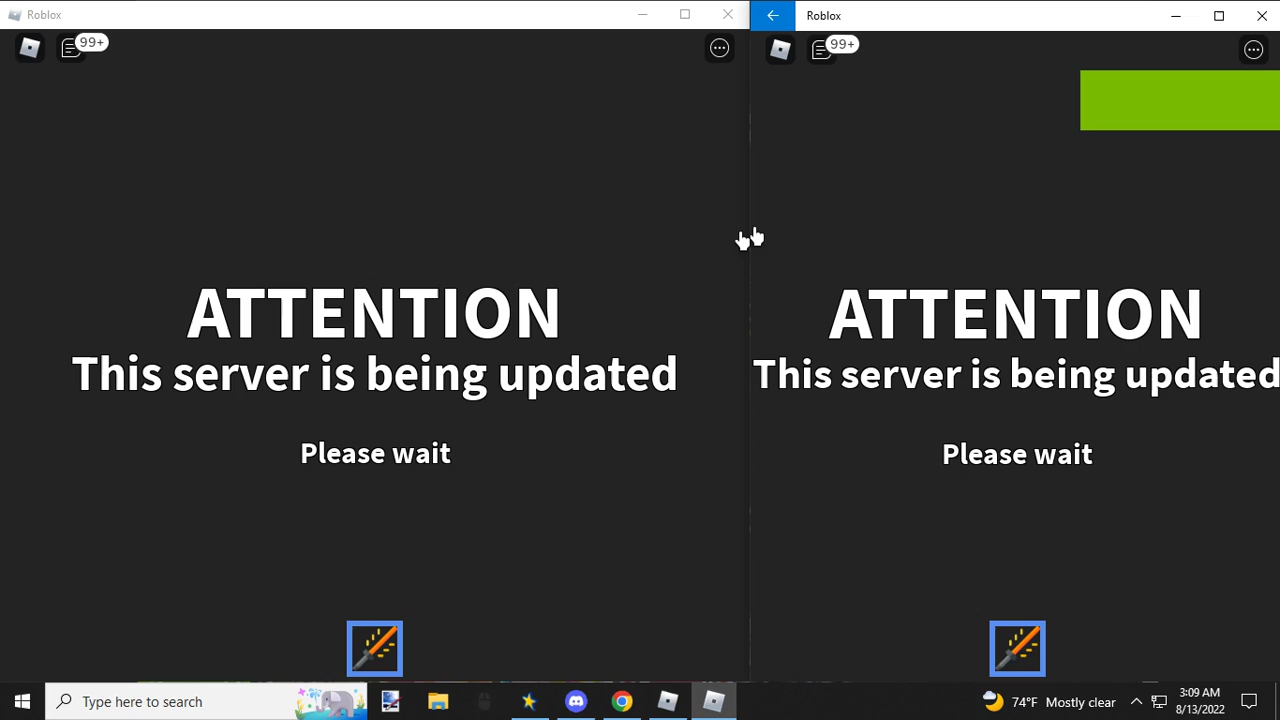 Roblox
99+
ATTENTION
This server is being updated
Please wait
Roblox
99+
ATTENTION
This server is being updated
Please wait
Type here to search
74°F Mostly clear
3:09 AM
8/13/2022